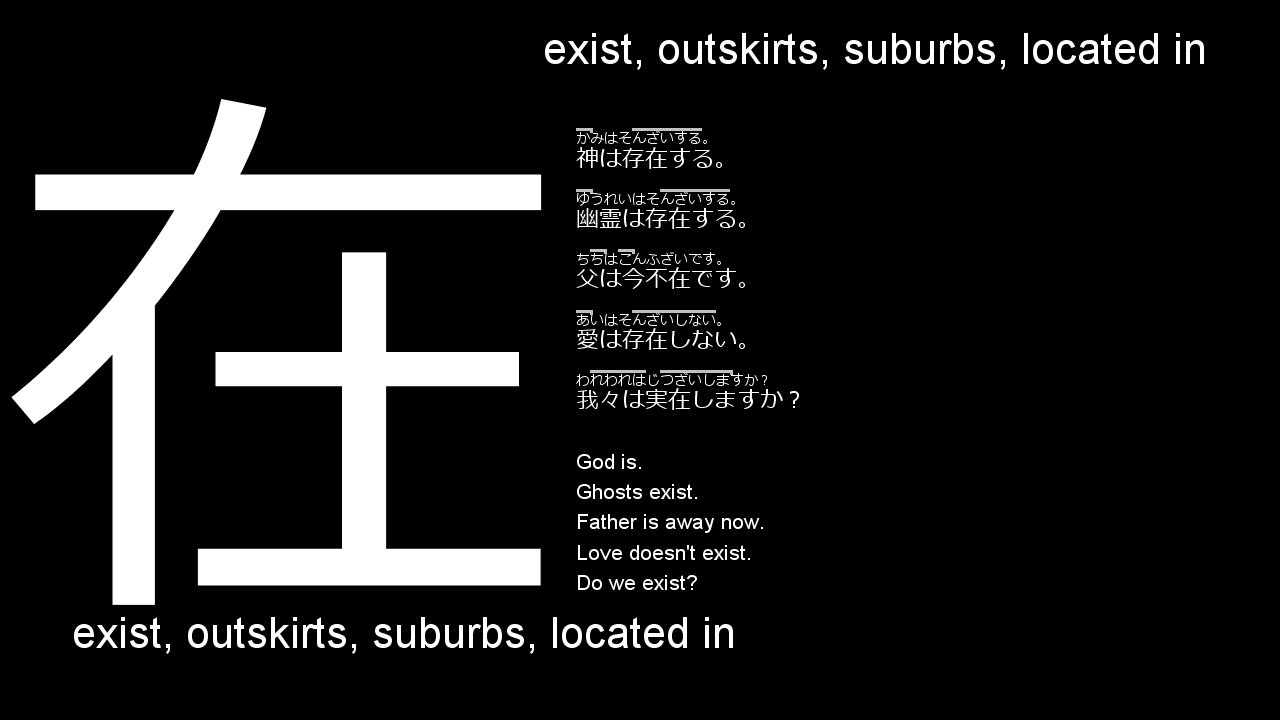 exist, outskirts, suburbs, located in
在
かみはそんざいする。
神は存在する。
ゆうれいはそんざいする。
幽霊は存在する。
ちちはこんふざいです。
父は今不在です。
あいはそんざいしない。
愛は存在しない。
われわれはじつざいしますか？
我々は実在しますか？
God is.
Ghosts exist.
Father is away now.
Love doesn't exist.
Do we exist?
exist, outskirts, suburbs, located in